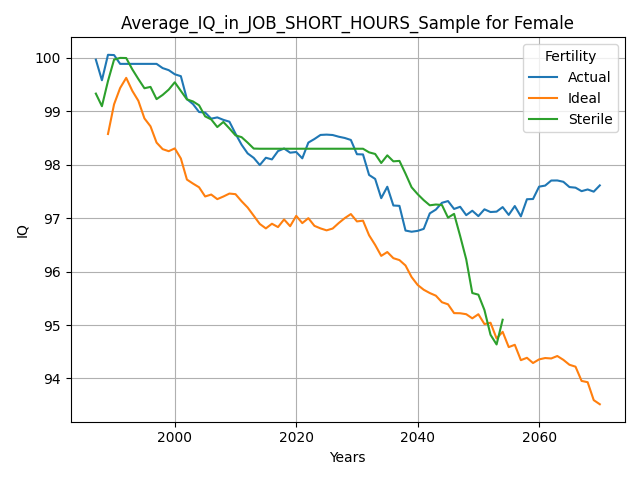 Average_IQ_in_JOB_SHORT_HOURS_Sample for Female
Fertility
Actual
Ideal
Sterile
IQ
100
99
98
97
96
95
94
2000
2020
2040
2060
Years